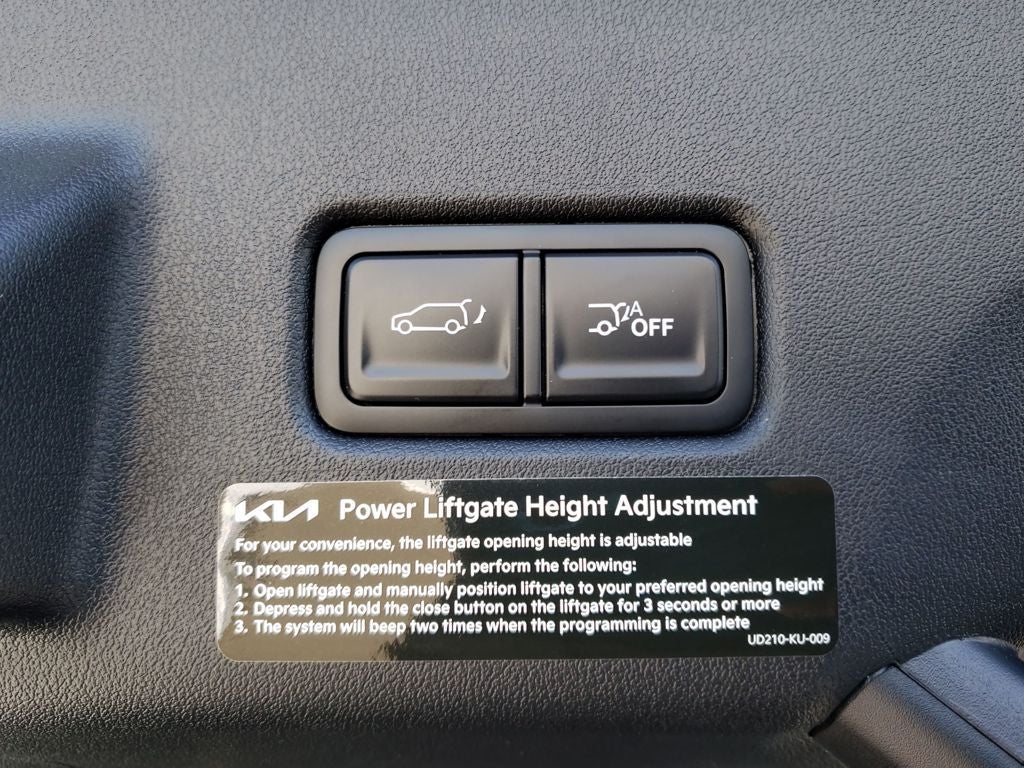 A
OFF
KIA Power Liftgate Height Adjustment
For your convenience, the liftgate opening height is adjustable
To program the opening height, perform the following:
1. Open liftgate and manually position liftgate to your preferred opening height
2. Depress and hold the close button on the liftgate for 3 seconds or more
3. The system will beep two times when the programming is complete
UD210-KU-009